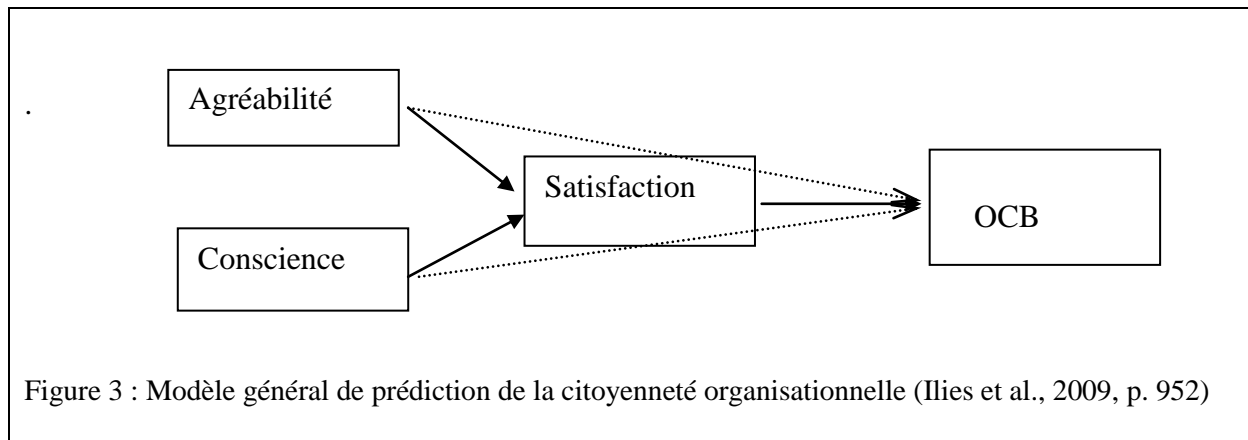 Agréabilité
.
Satisfaction
OCB
Conscience
Figure 3 : Modèle général de prédiction de la citoyenneté organisationnelle (Ilies et al., 2009, p. 952)